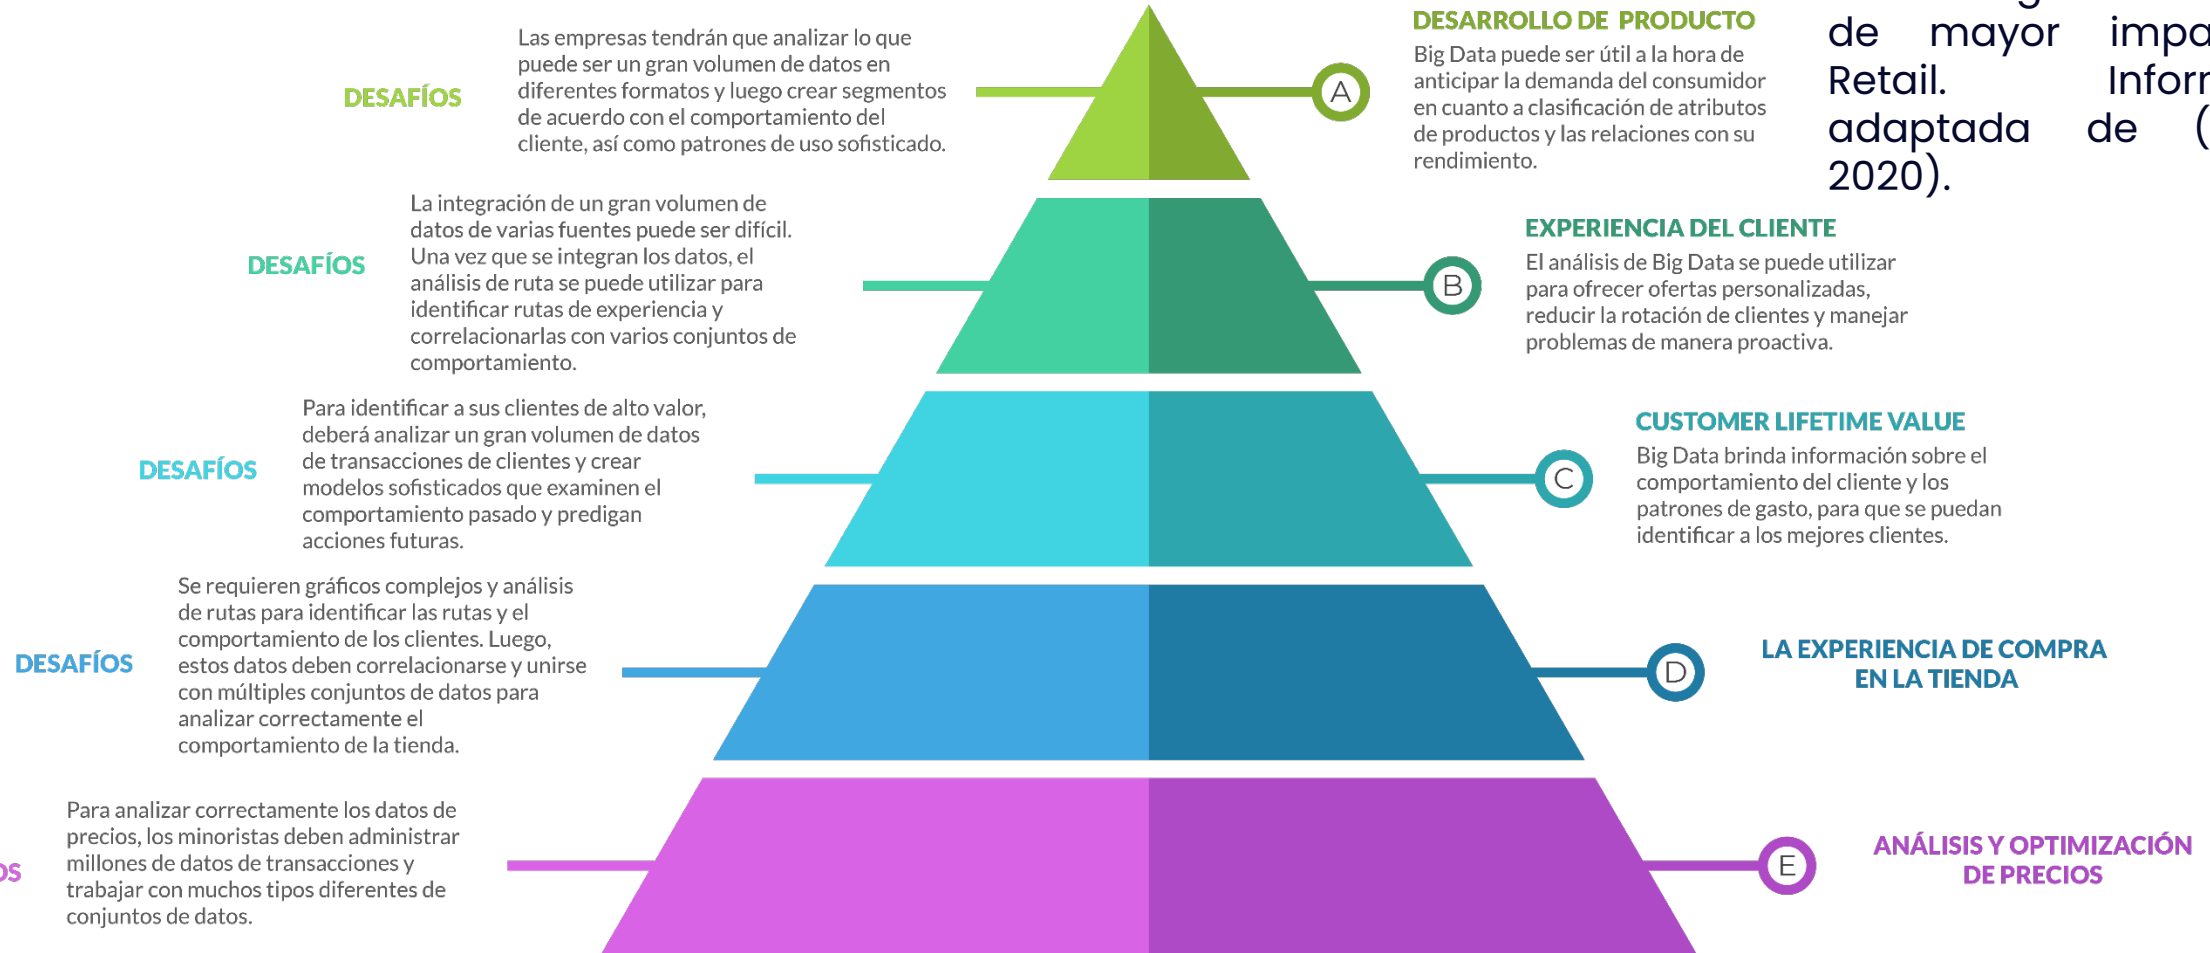 DESAFÍOS
Las empresas tendrán que analizar lo que
puede ser un gran volumen de datos en
diferentes formatos y luego crear segmentos
de acuerdo con el comportamiento del
cliente, así como patrones de uso sofisticado.
A
DESARROLLO DE PRODUCTO
Big Data puede ser útil a la hora de
anticipar la demanda del consumidor
en cuanto a clasificación de atributos
de productos y las relaciones con su
rendimiento.
de mayor
Retail.
adaptada de (
2020).
DESAFÍOS
La integración de un gran volumen de
datos de varias fuentes puede ser difícil.
Una vez que se integran los datos, el
análisis de ruta se puede utilizar para
identificar rutas de experiencia y
correlacionarlas con varios conjuntos de
comportamiento.
B
EXPERIENCIA DEL CLIENTE
El análisis de Big Data se puede utilizar
para ofrecer ofertas personalizadas,
reducir la rotación de clientes y manejar
problemas de manera proactiva.
DESAFÍOS
Para identificar a sus clientes de alto valor,
deberá analizar un gran volumen de datos
de transacciones de clientes y crear
modelos sofisticados que examinen el
comportamiento pasado y predigan
acciones futuras.
C
CUSTOMER LIFETIME VALUE
Big Data brinda información sobre el
comportamiento del cliente y los
patrones de gasto, para que se puedan
identificar a los mejores clientes.
DESAFÍOS
Se requieren gráficos complejos y análisis
de rutas para identificar las rutas y el
comportamiento de los clientes. Luego,
estos datos deben correlacionarse y unirse
con múltiples conjuntos de datos para
analizar correctamente el
comportamiento de la tienda.
D
LA EXPERIENCIA DE COMPRA
EN LA TIENDA
Para analizar correctamente los datos de
precios, los minoristas deben administrar
millones de datos de transacciones y
trabajar con muchos tipos diferentes de
conjuntos de datos.
E
ANÁLISIS Y OPTIMIZACIÓN
DE PRECIOS